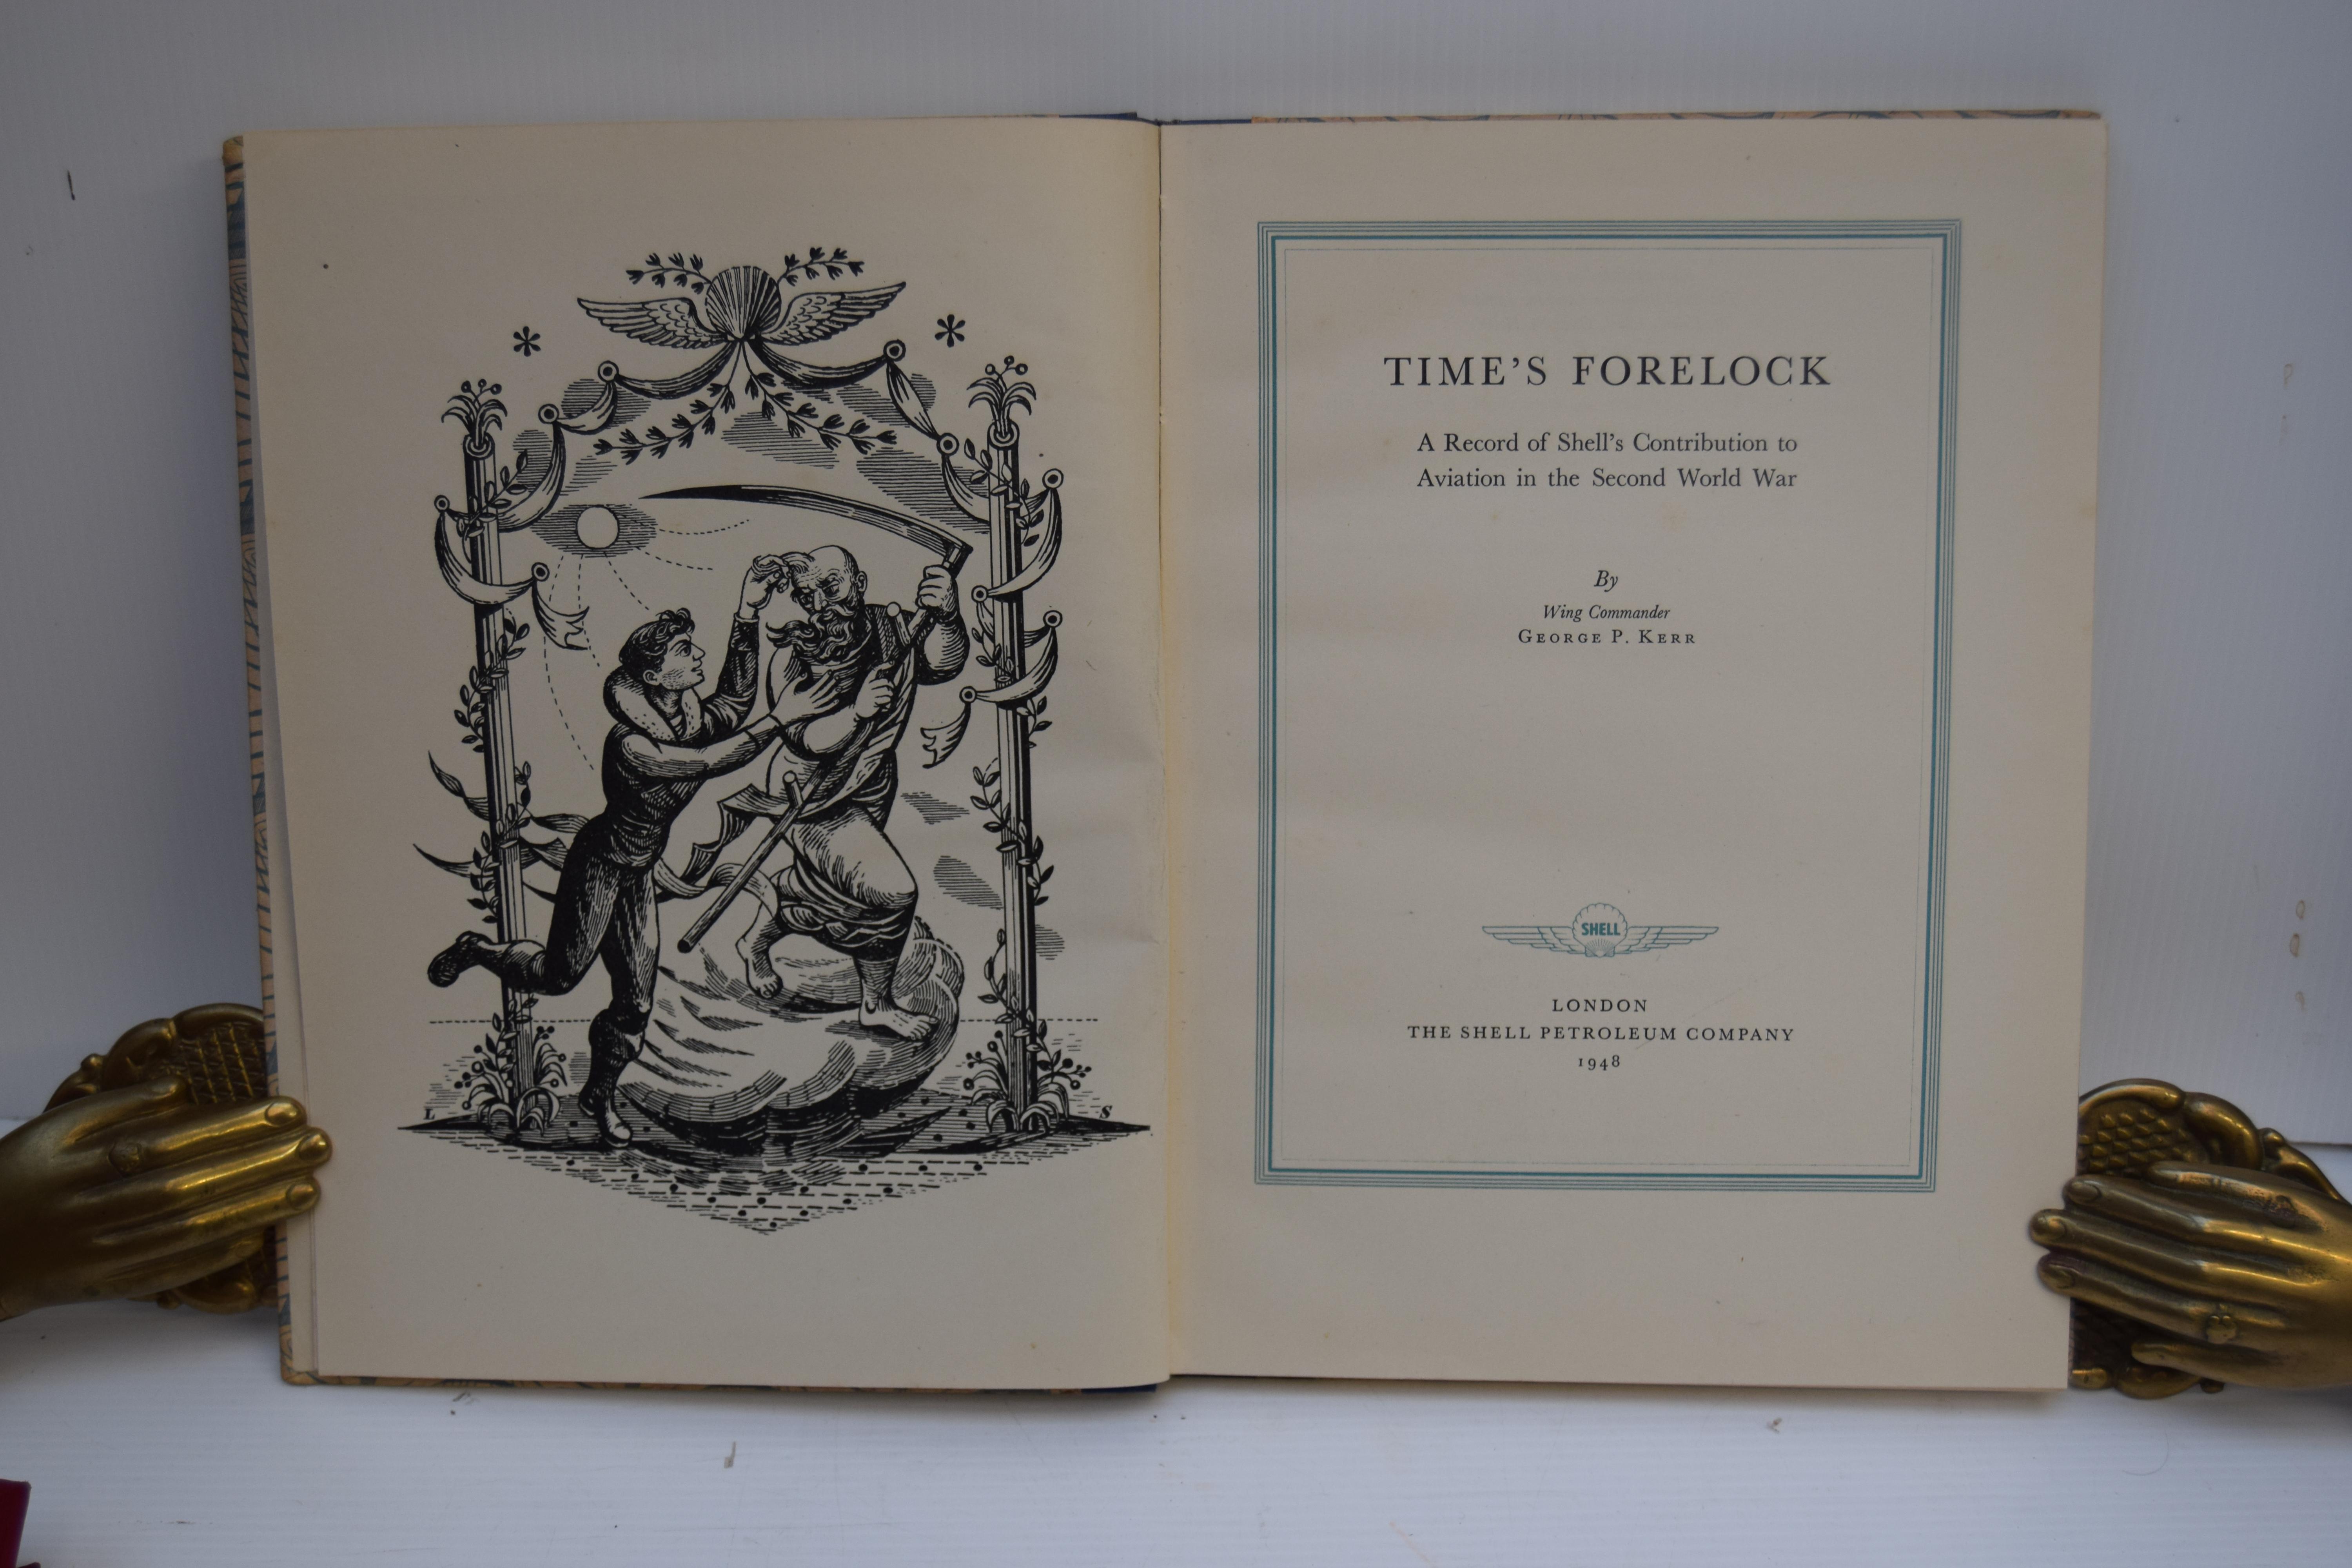 L S
TIME'S FORELOCK
A Record of Shell's Contribution to
Aviation in the Second World War
By
Wing Commander
GEORGE P. KERR
SHELL
LONDON
THE SHELL PETROLEUM COMPANY
1948